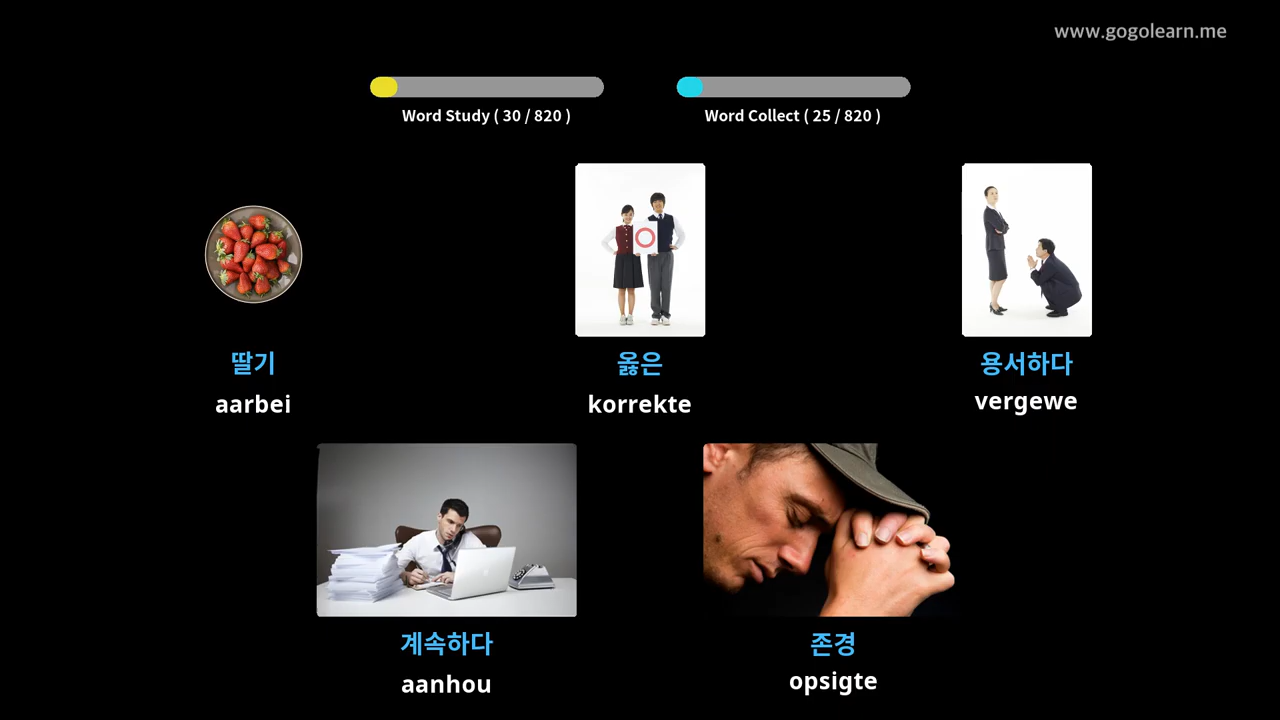 www.gogolearn.me
Word Study ( 30 / 820 )
Word Collect ( 25 / 820 )
딸기
aarbei
옳은
korrekte
용서하다
vergewe
계속하다
aanhou
존경
opsigte